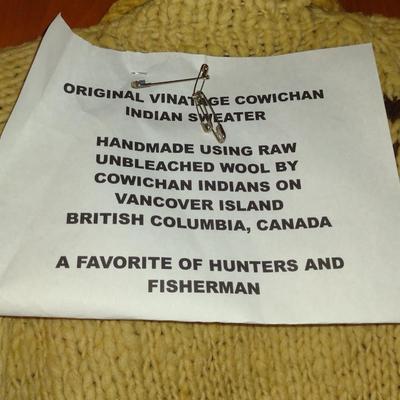 ORIGINAL VINATAGE COWICHAN
INDIAN SWEATER
HANDMADE USING RAW
UNBLEACHED WOOL BY
COWICHAN INDIANS ON
VANCOVER ISLAND
BRITISH COLUMBIA, CANADA
A FAVORITE OF HUNTERS AND
FISHERMAN